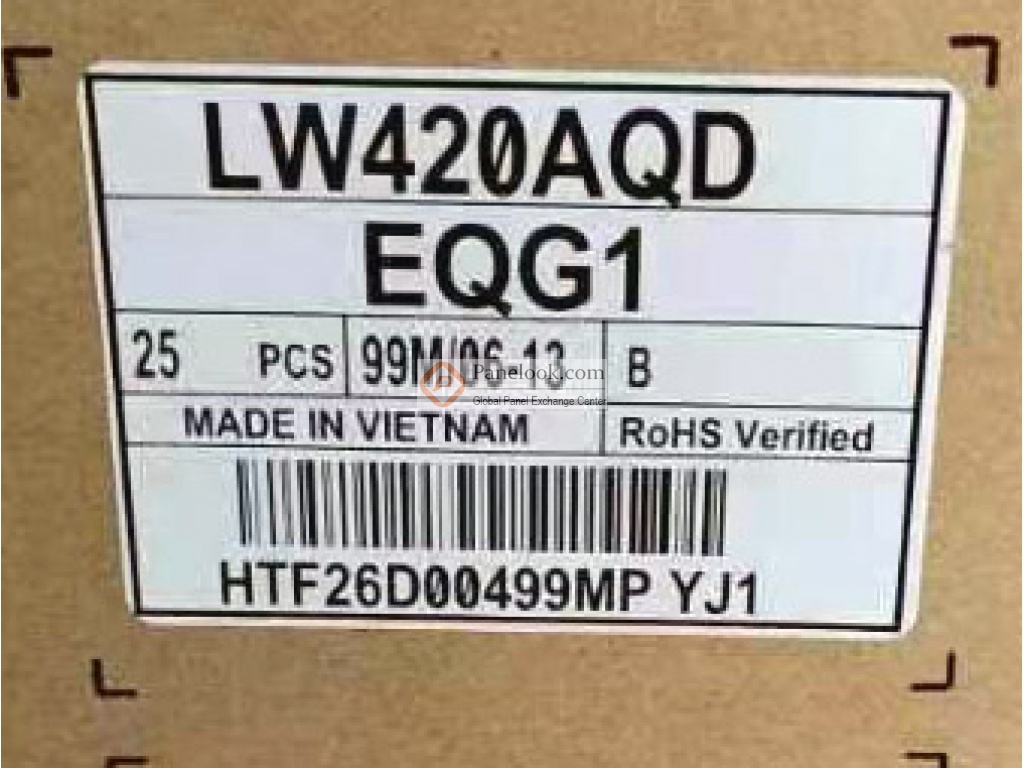 LW420AQD
EQG1
25 PCS 99M/06-13 B
Panelook.com
Global Panel Exchange Center
MADE IN VIETNAM RoHS Verified
HTF26D00499MP YJ1